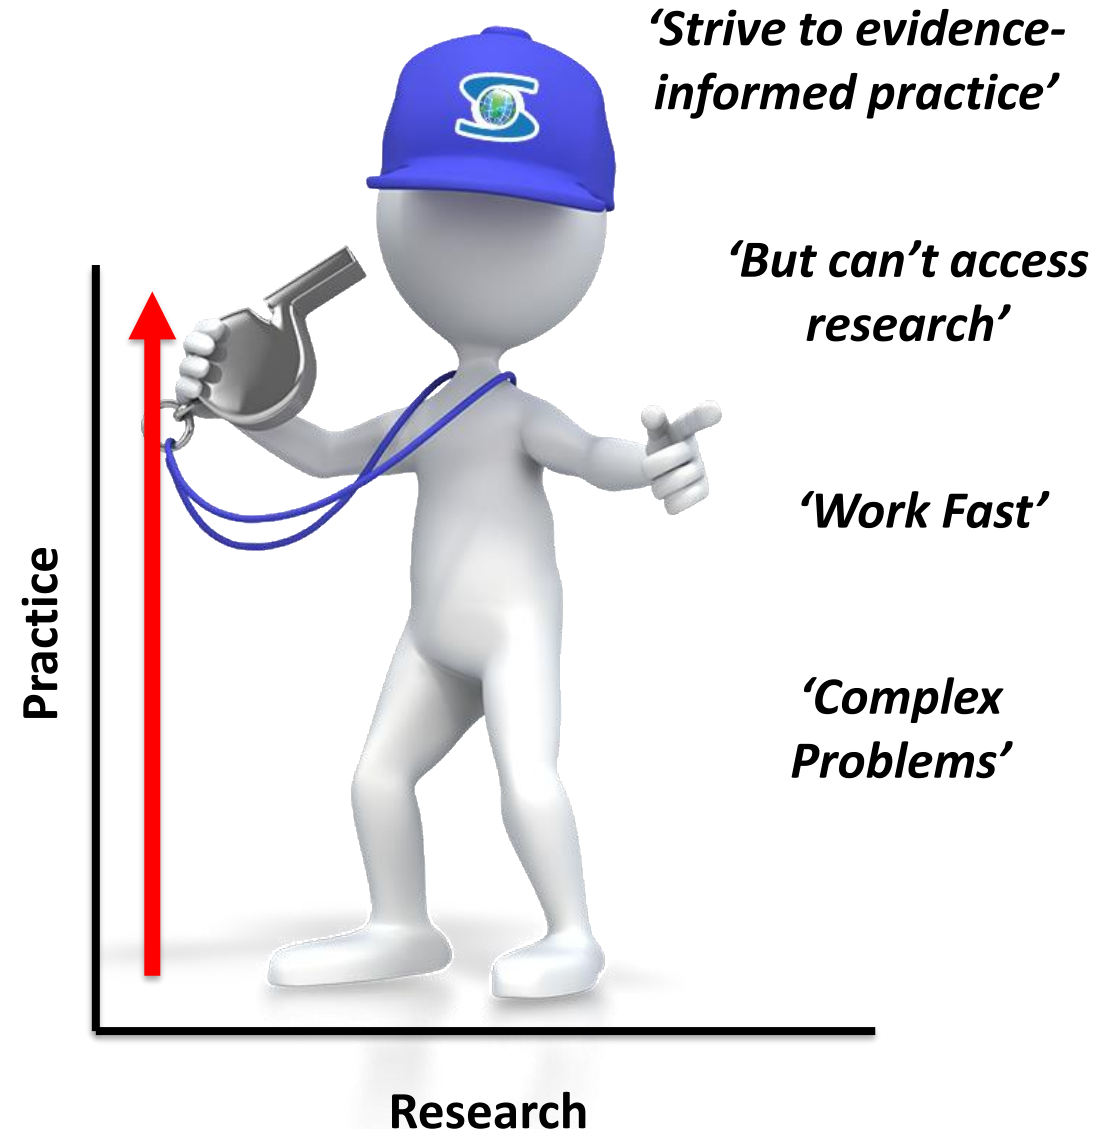 ‘Strive to evidence-
informed practice’
‘But can’t access
research’
‘Work Fast’
‘Complex
Problems’
Practice
Research